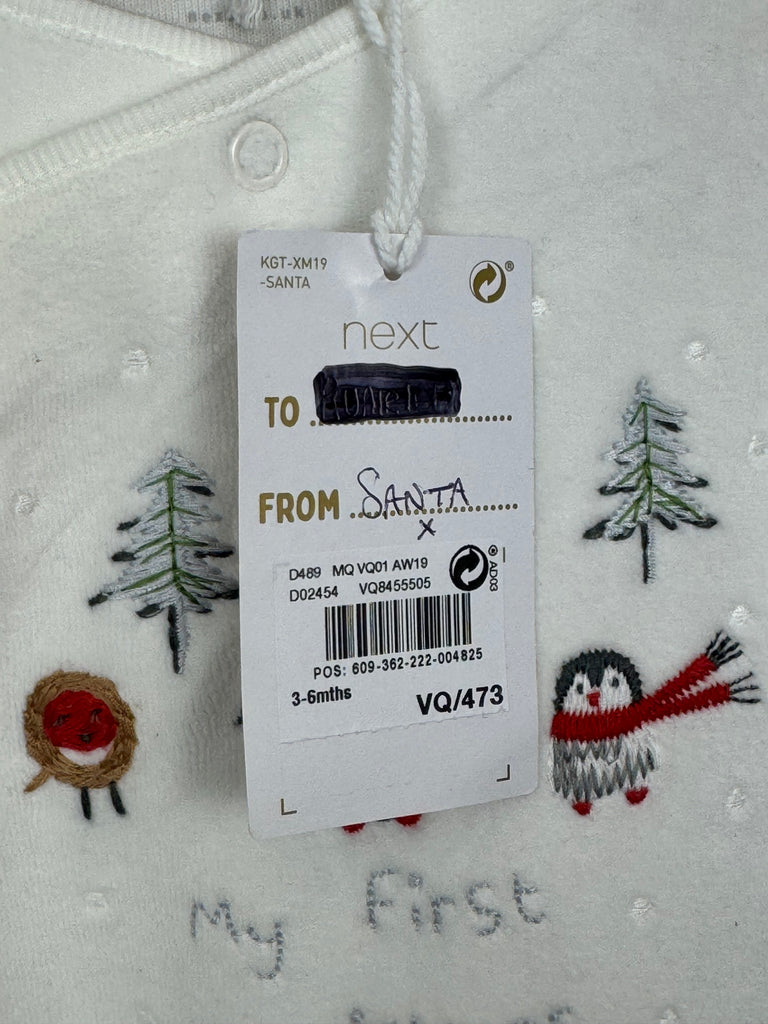 KGT-XM19
-SANTA
next
TO
FROM SANTA
x
D489 MQ VQ01 AW19
D02454 VQ8455505
AD03
POS: 609-362-222-004825
3-6mths
VQ/473
My First